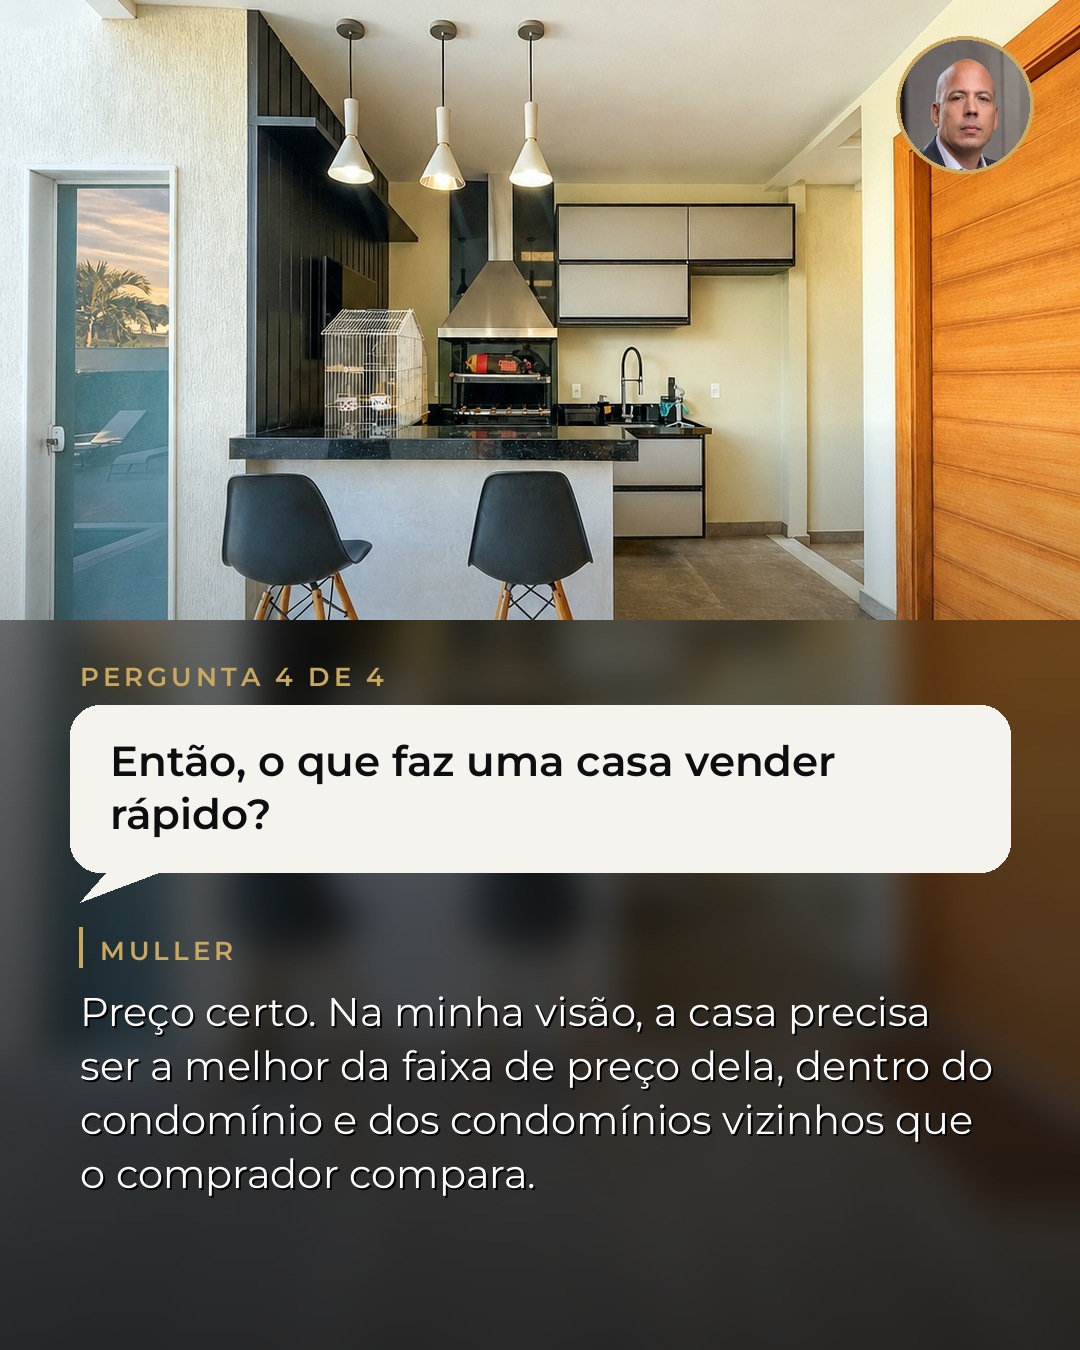 PERGUNTA 4 DE 4
Então, o que faz uma casa vender
rápido?
MULLER
Preço certo. Na minha visão, a casa precisa
ser a melhor da faixa de preço dela, dentro do
condomínio e dos condomínios vizinhos que
o comprador compara.